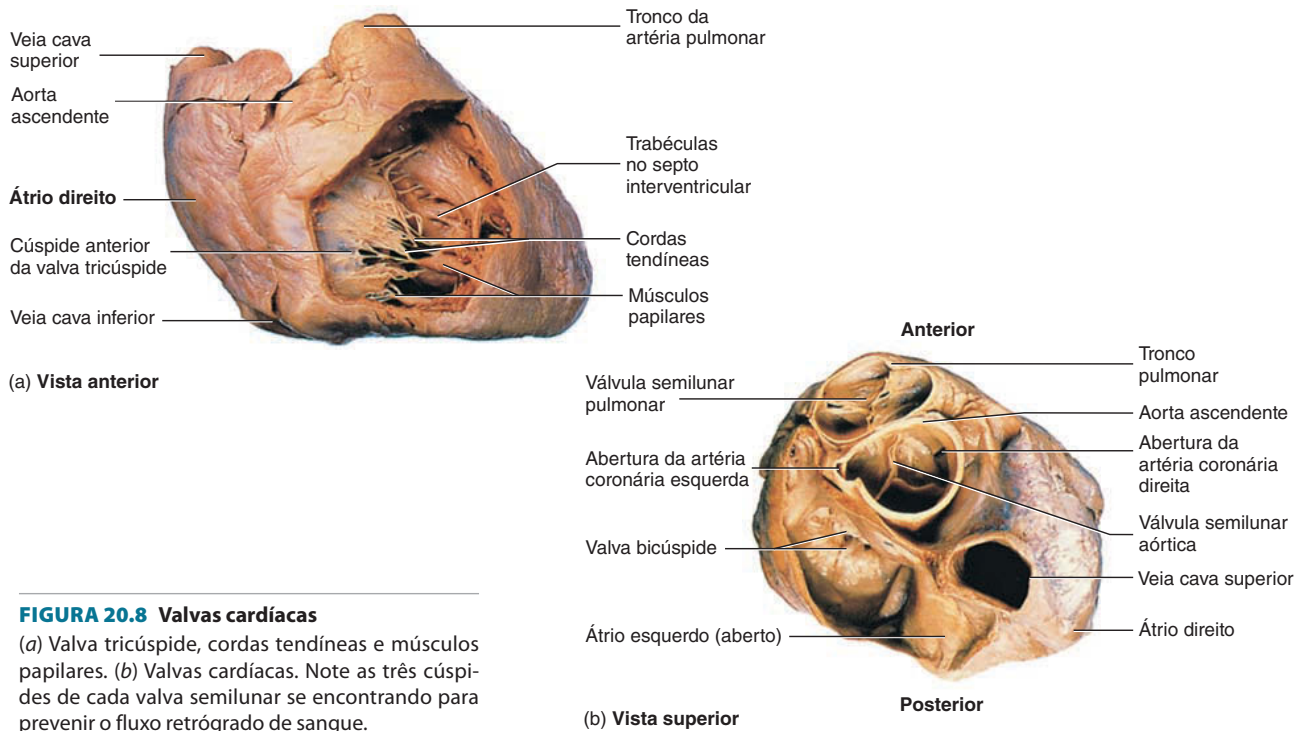 Veia cava
superior
Aorta
ascendente
Átrio direito
Cúspide anterior
da valva tricúspide
Veia cava inferior
Tronco da
artéria pulmonar
Trabéculas
no septo
interventricular
Cordas
tendíneas
Músculos
papilares
(a) Vista anterior
Anterior
Válvula semilunar
pulmonar
Abertura da artéria
coronária esquerda
Valva bicúspide
Átrio esquerdo (aberto)
Tronco
pulmonar
Aorta ascendente
Abertura da
artéria coronária
direita
Válvula semilunar
aórtica
Veia cava superior
Átrio direito
Posterior
(b) Vista superior
FIGURA 20.8 Valvas cardíacas
(a) Valva tricúspide, cordas tendíneas e músculos
papilares. (b) Valvas cardíacas. Note as três cúspi-
des de cada valva semilunar se encontrando para
prevenir o fluxo retrógrado de sangue.